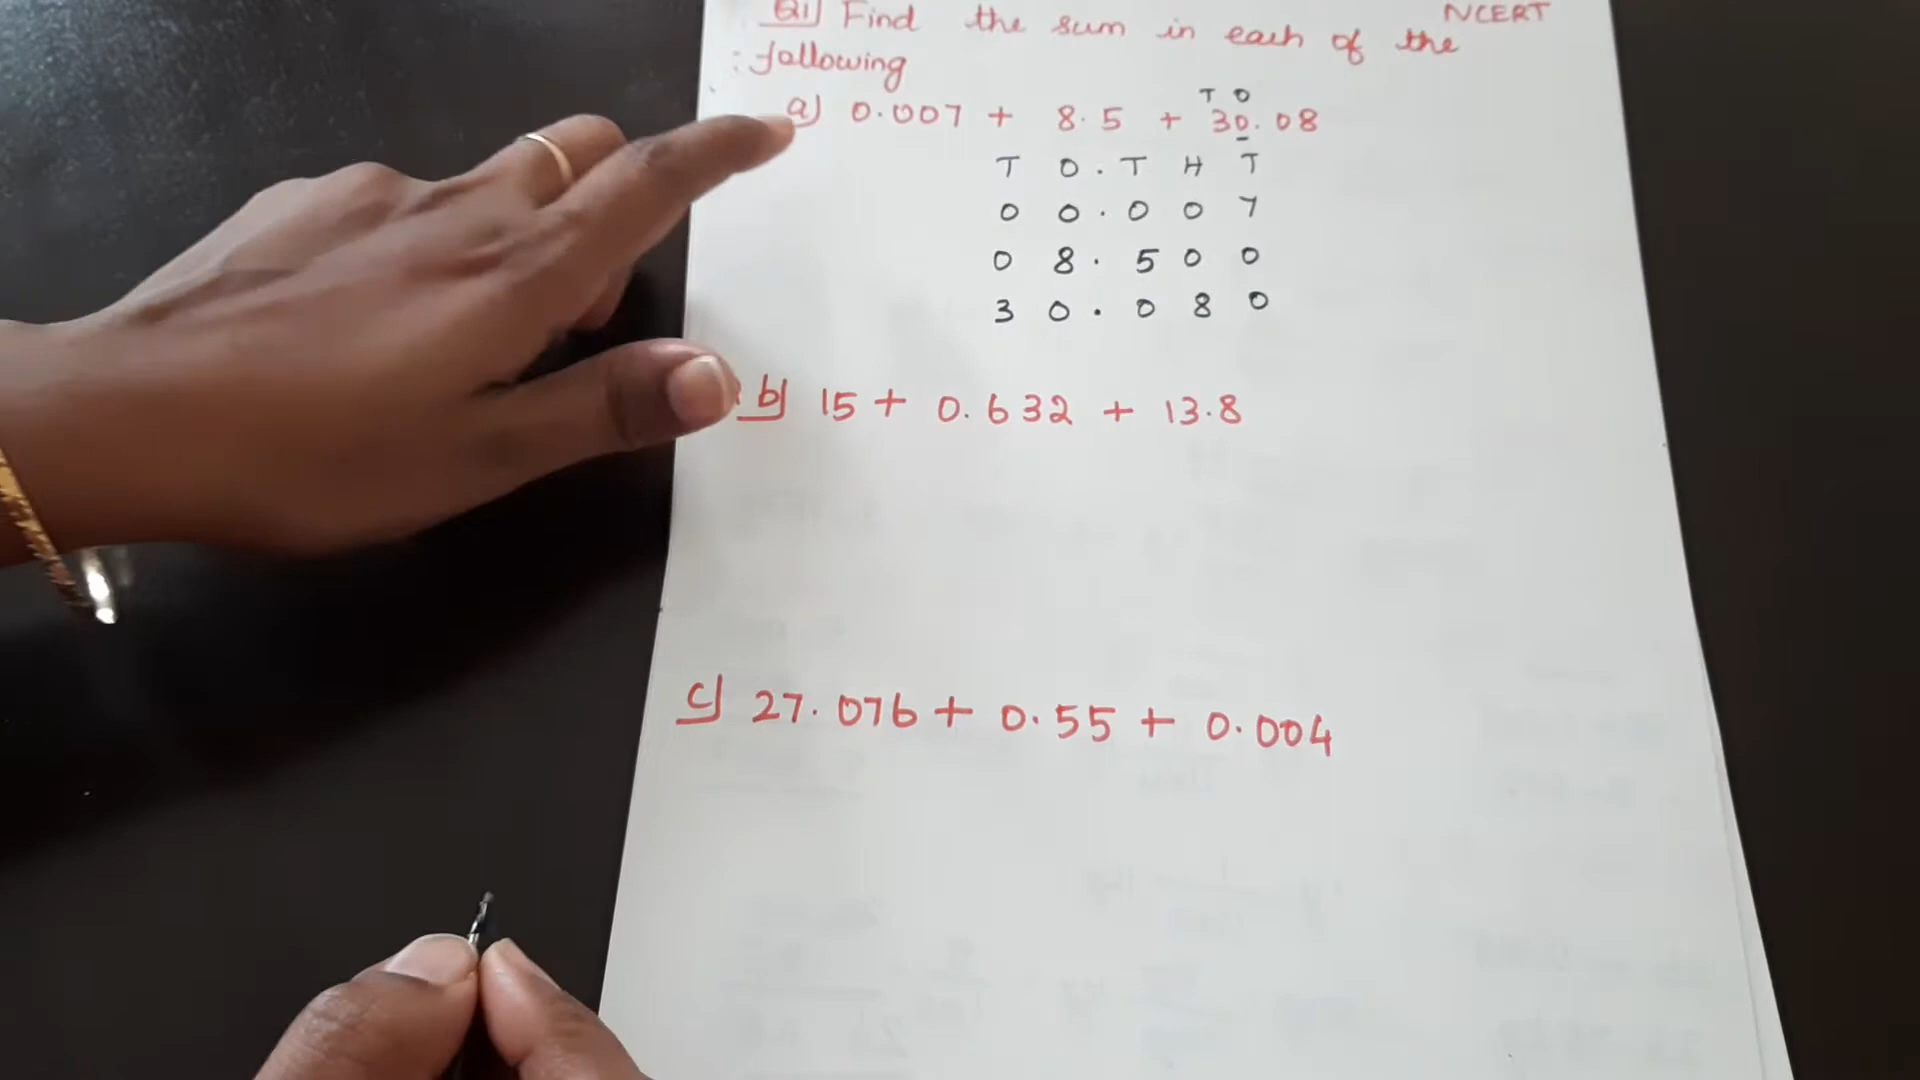 Q1) Find the sum in each of the NCERT
: following
T O
a) 0.007 + 8.5 + 30.08
T O . T H T
0 0 . 0 0 7
0 8 . 5 0 0
3 0 . 0 8 0
b) 15 + 0.632 + 13.8
c) 27.076 + 0.55 + 0.004